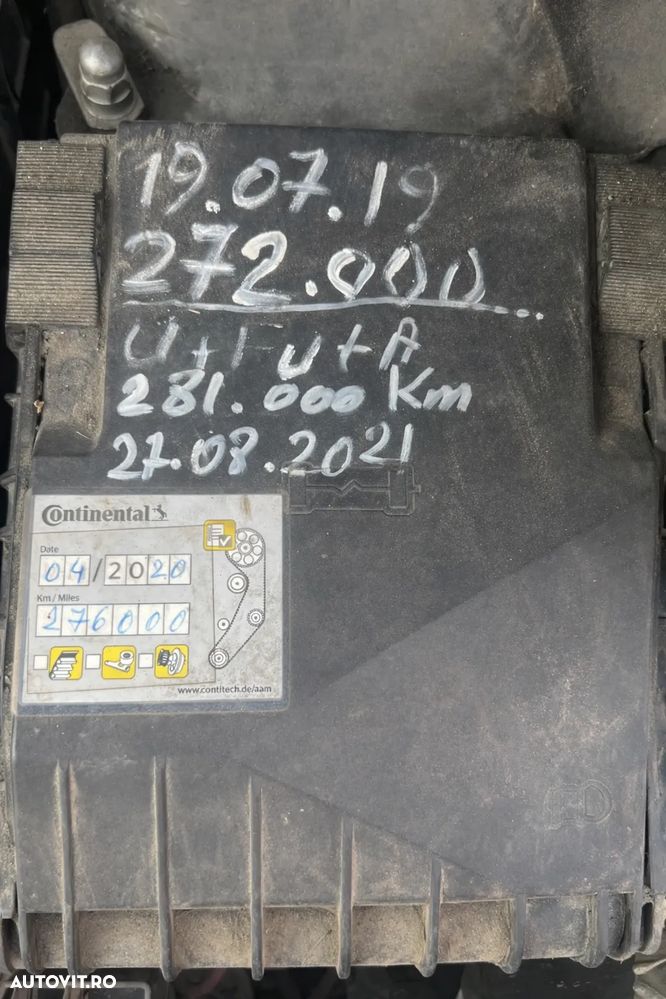 19.07.19
272.000
U+FU+A
281.000 Km
27.08.2021
Continental
Date
04/2020
Km/Miles
276000
www.contitech.de/aam
AUTOVIT.RO